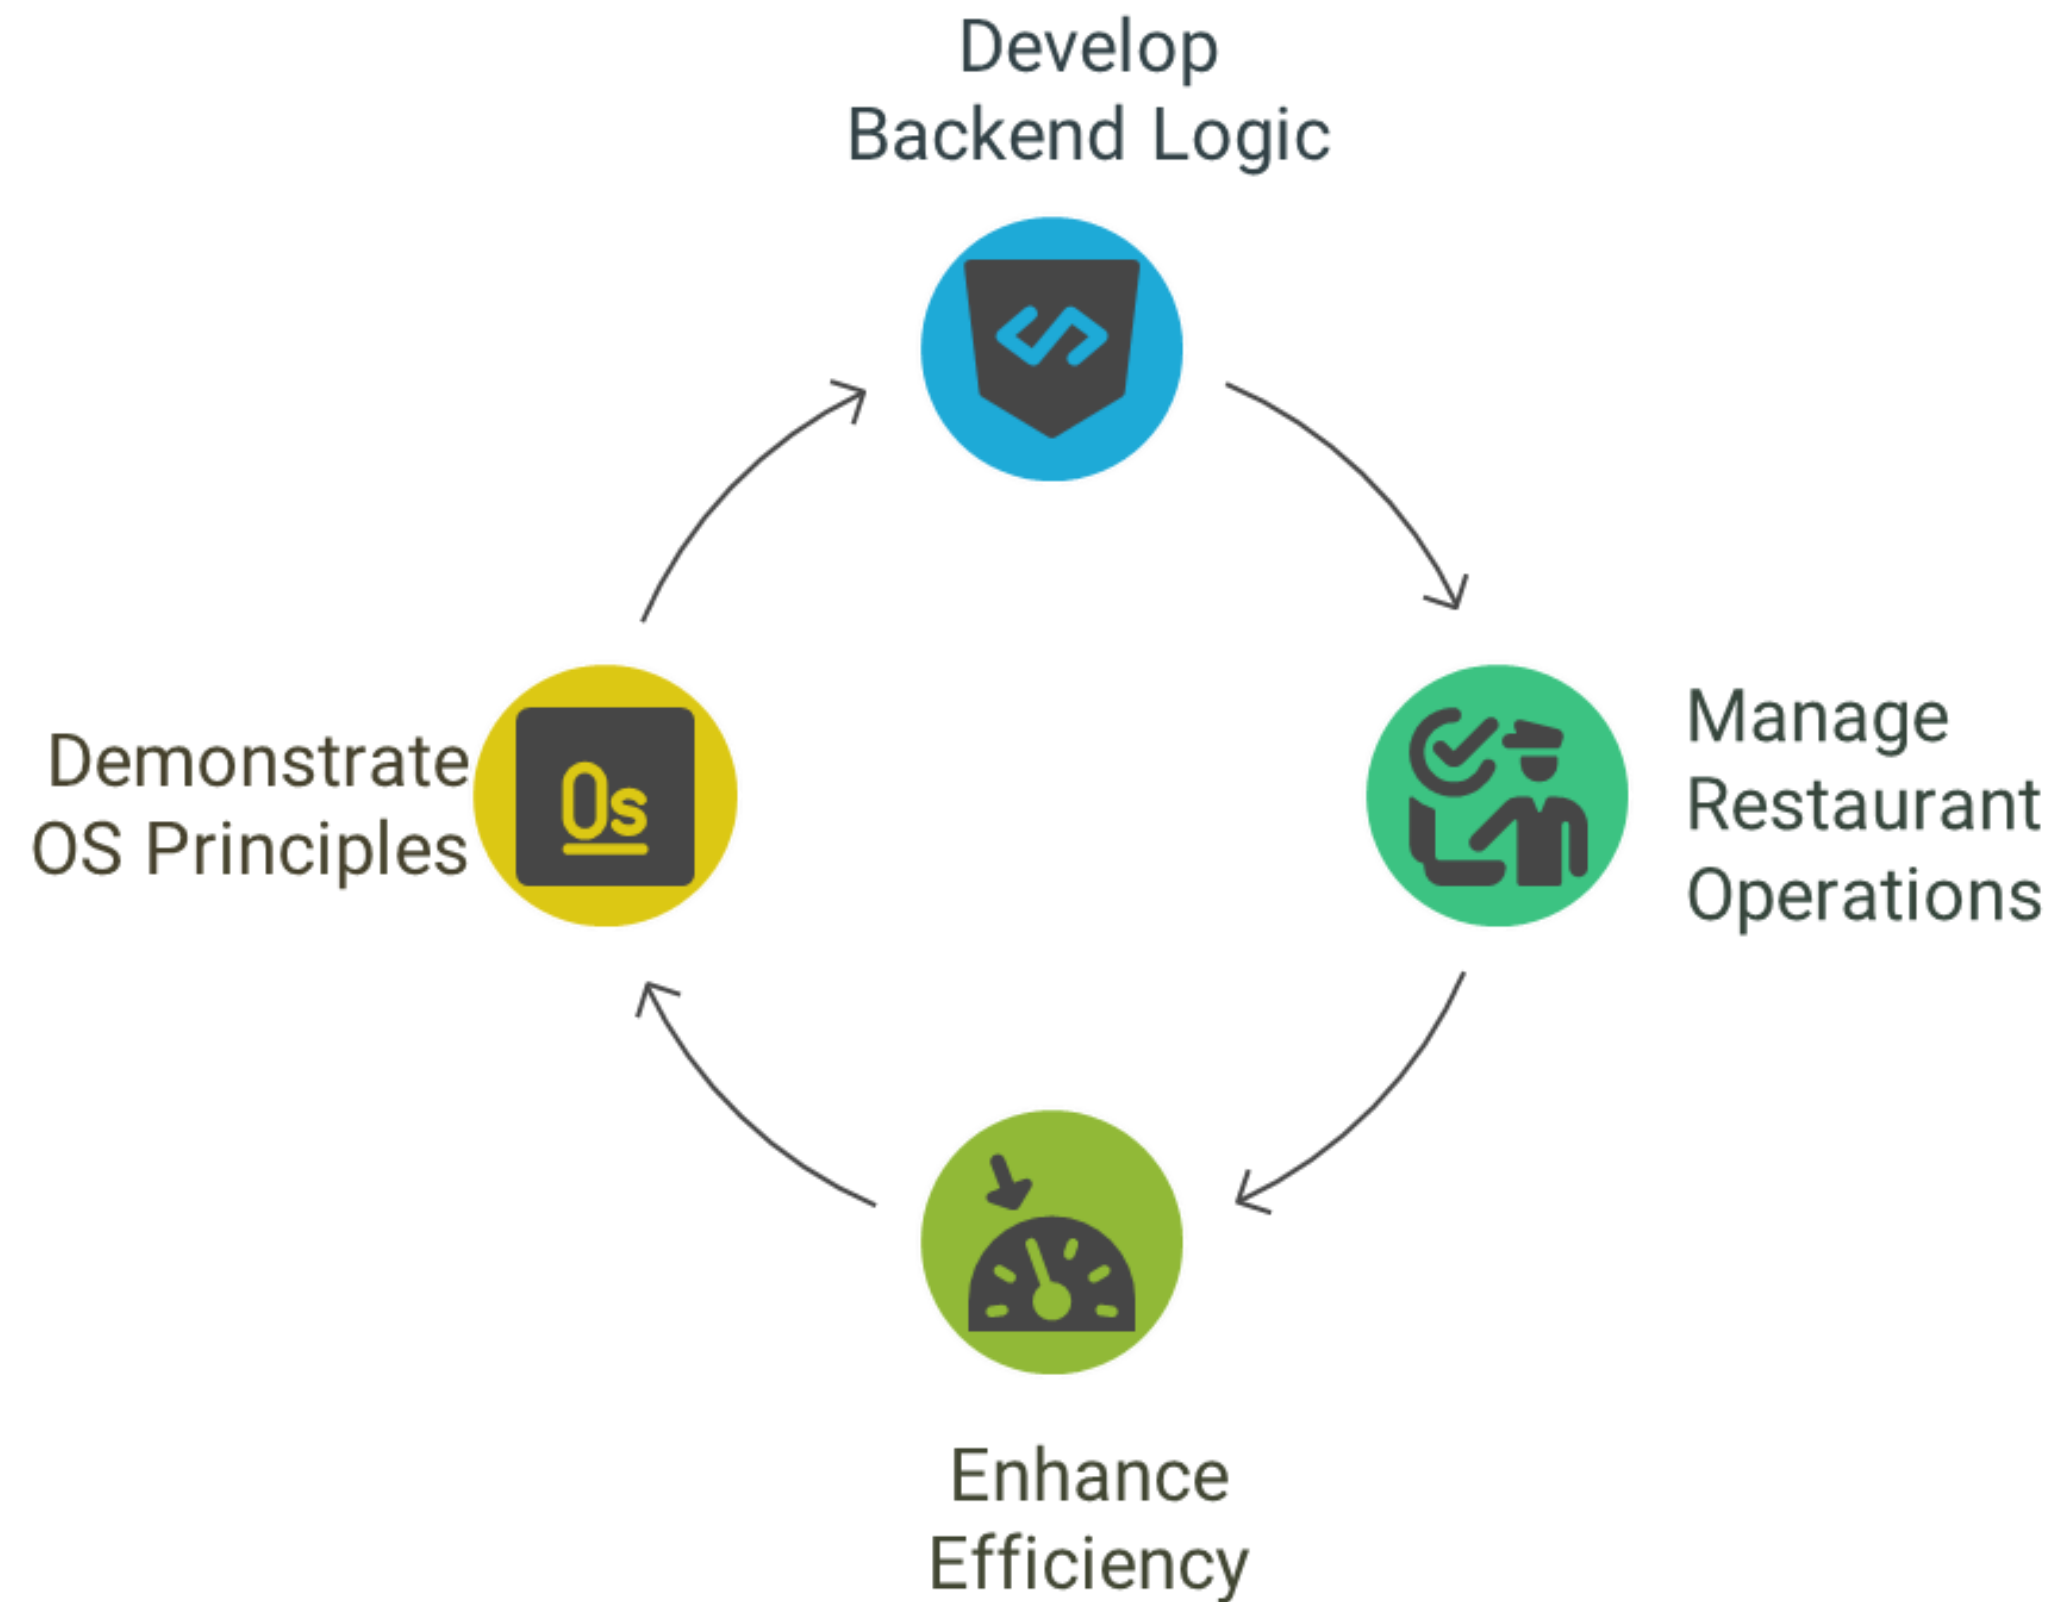 Develop
Backend Logic
Demonstrate
OS Principles
Os
Manage
Restaurant
Operations
Enhance
Efficiency